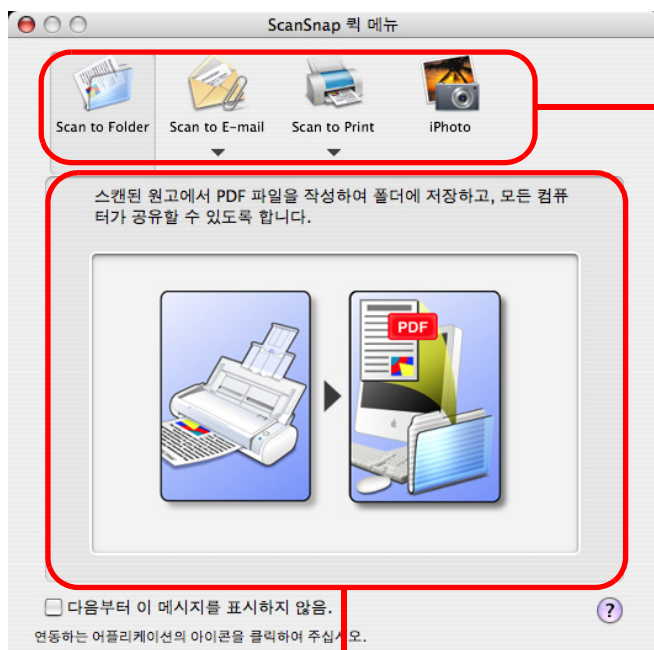 ScanSnap 퀵 메뉴
Scan to Folder Scan to E-mail Scan to Print iPhoto
스캔된 원고에서 PDF 파일을 작성하여 폴더에 저장하고, 모든 컴퓨
터가 공유할 수 있도록 합니다.
PDF
다음부터 이 메시지를 표시하지 않음.
?
연동하는 어플리케이션의 아이콘을 클릭하여 주십시오.